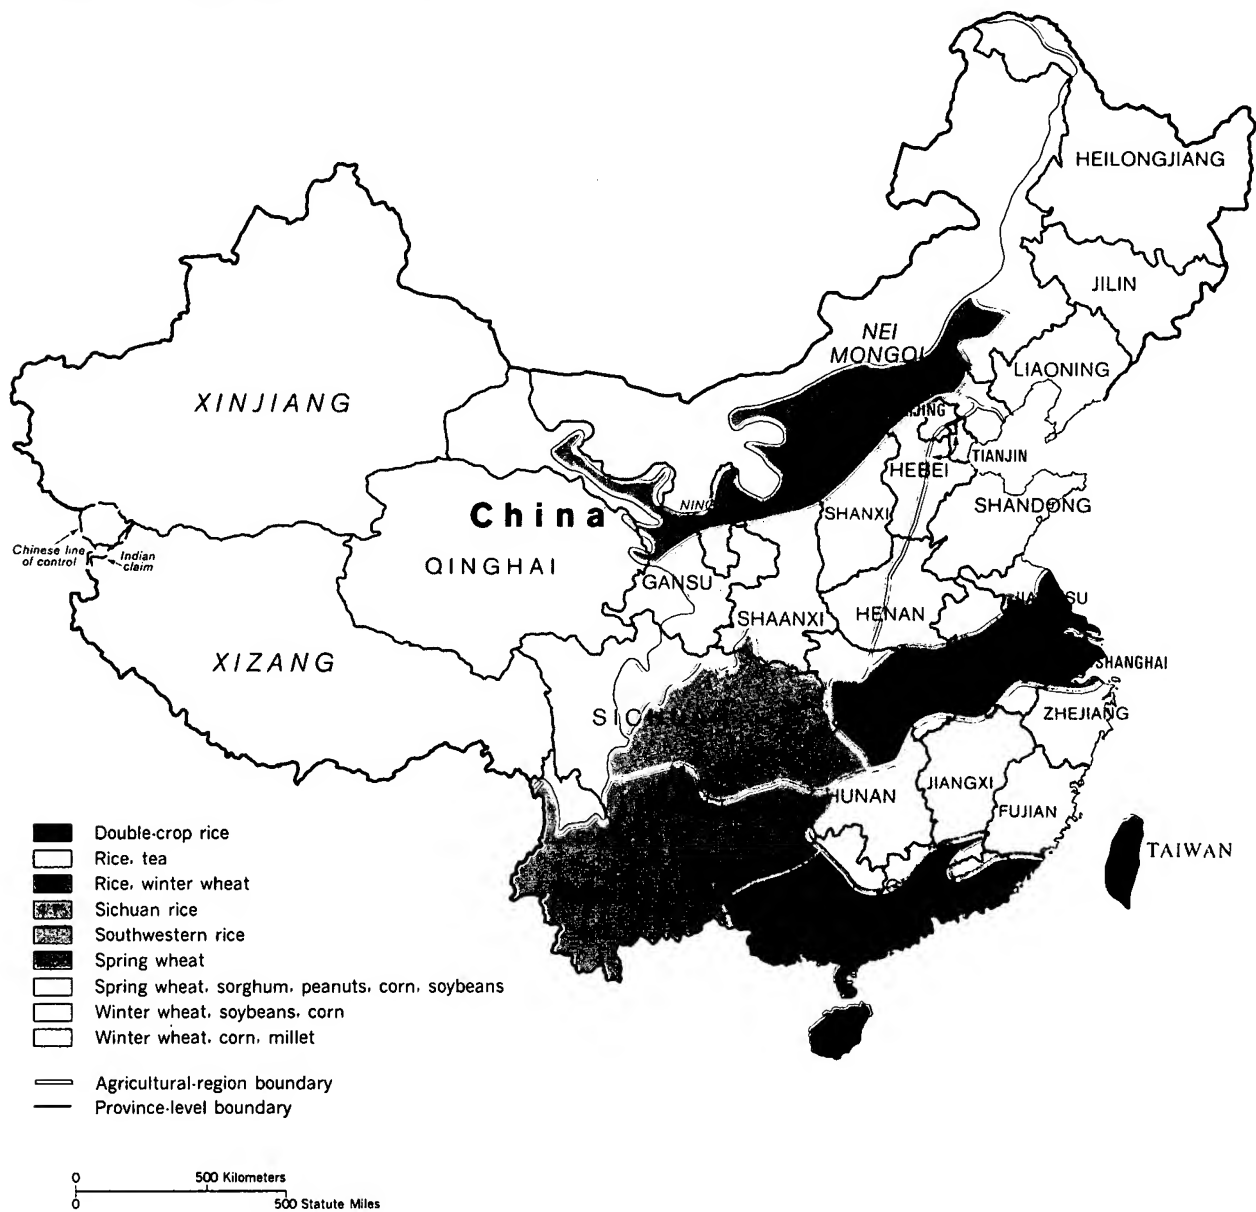 HEILONGJIANG
JILIN
NEI
MONGOL
LIAONING
XINJIANG
TIANJIN
HEBEI
SHANDONG
NING
China
SHANXI
Chinese line
of control
Indian
claim
QINGHAI
GANSU
SHAANXI
HENAN
SHANGHAI
XIZANG
ZHEJIANG
JIANGXI
HUNAN
FUJIAN
TAIWAN
Double-crop rice
Rice, tea
Rice, winter wheat
Sichuan rice
Southwestern rice
Spring wheat
Spring wheat, sorghum, peanuts, corn, soybeans
Winter wheat, soybeans, corn
Winter wheat, corn, millet
Agricultural-region boundary
Province-level boundary
0 500 Kilometers
0 500 Statute Miles